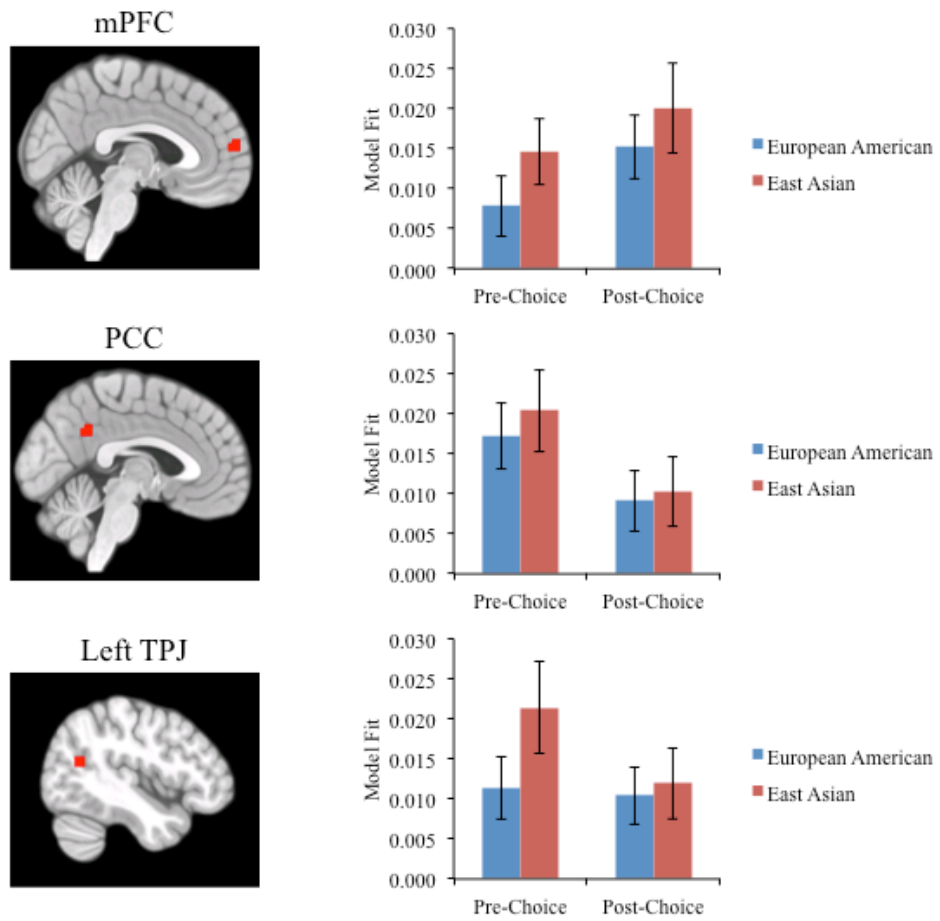 mPFC
0.030
0.025
0.020
0.015
0.010
0.005
0.000
Model Fit
Pre-Choice Post-Choice
European American
East Asian
PCC
0.030
0.025
0.020
0.015
0.010
0.005
0.000
Model Fit
Pre-Choice Post-Choice
European American
East Asian
Left TPJ
0.030
0.025
0.020
0.015
0.010
0.005
0.000
Model Fit
Pre-Choice Post-Choice
European American
East Asian